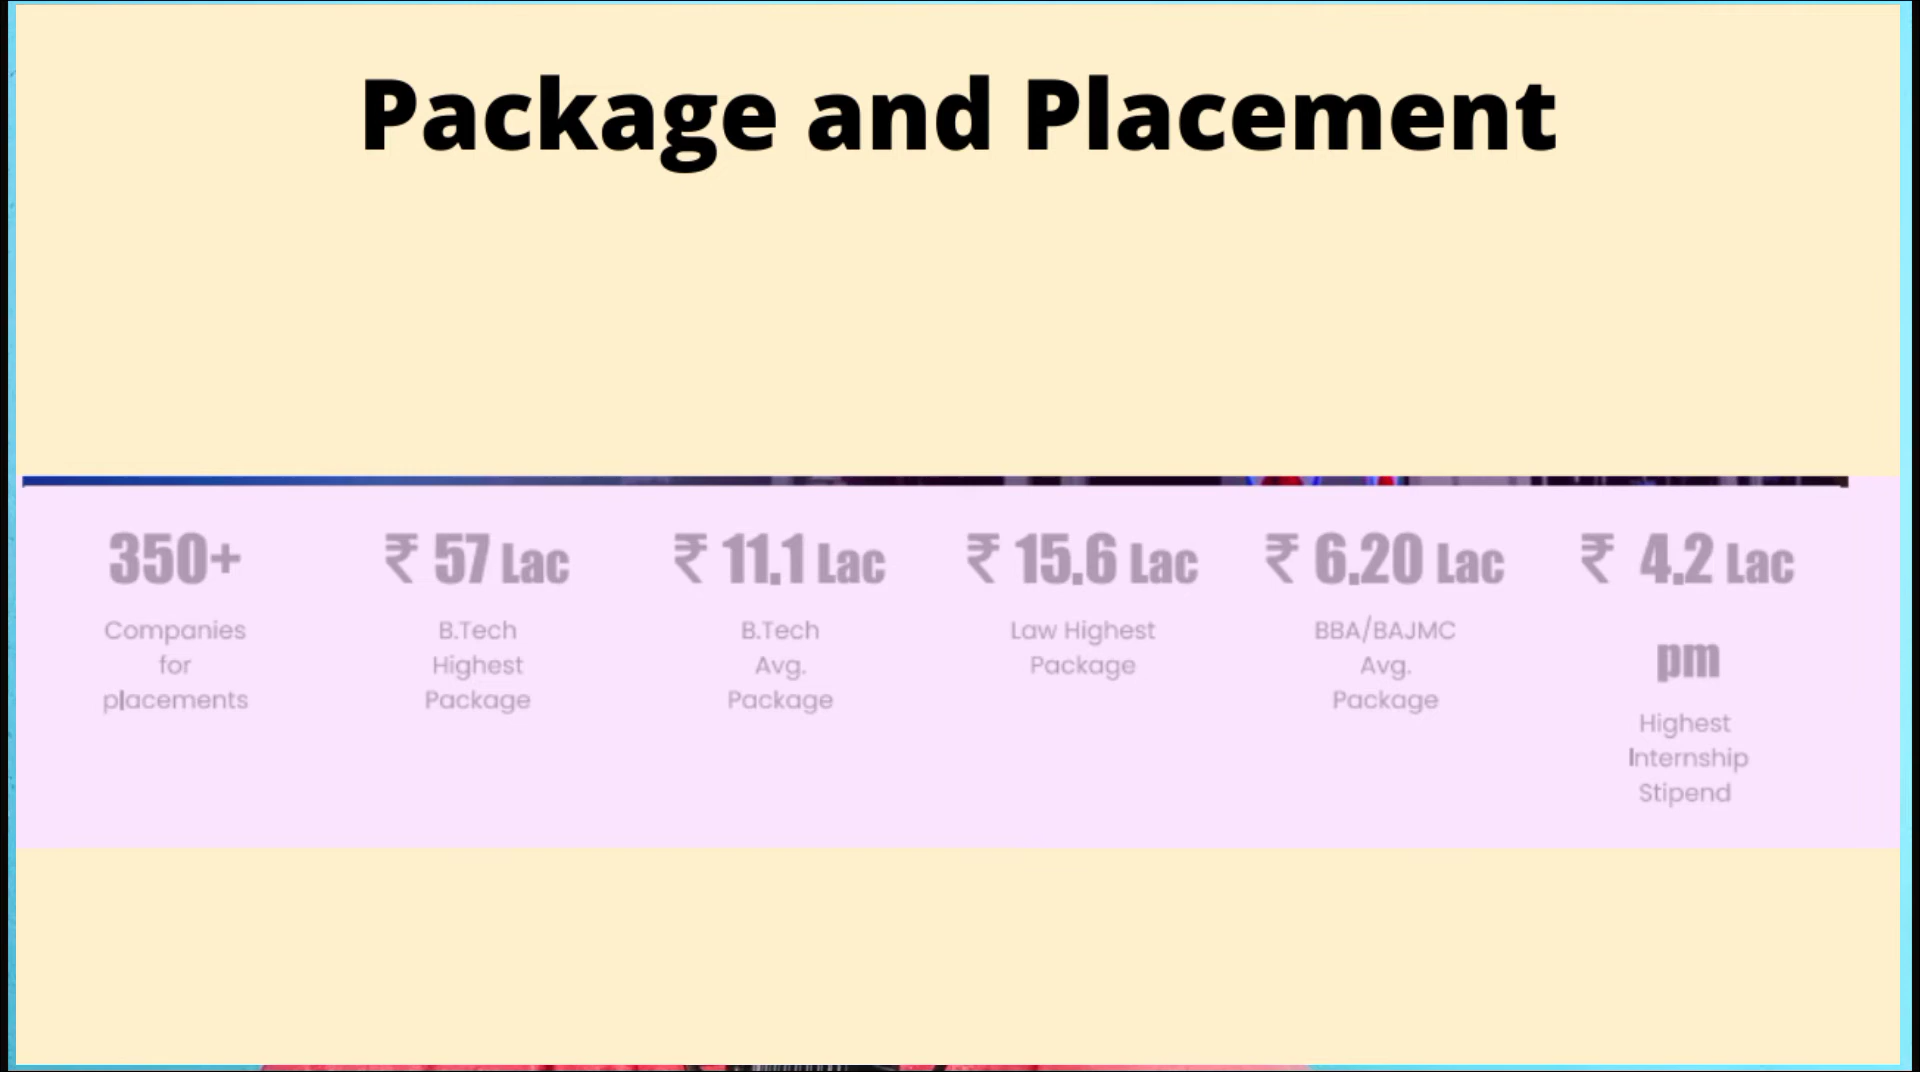 Package and Placement
350+
Companies
for
placements
₹ 57 Lac
B.Tech
Highest
Package
₹ 11.1 Lac
B.Tech
Avg.
Package
₹ 15.6 Lac
Law Highest
Package
₹ 6.20 Lac
BBA/BAJMC
Avg.
Package
₹ 4.2 Lac
pm
Highest
Internship
Stipend